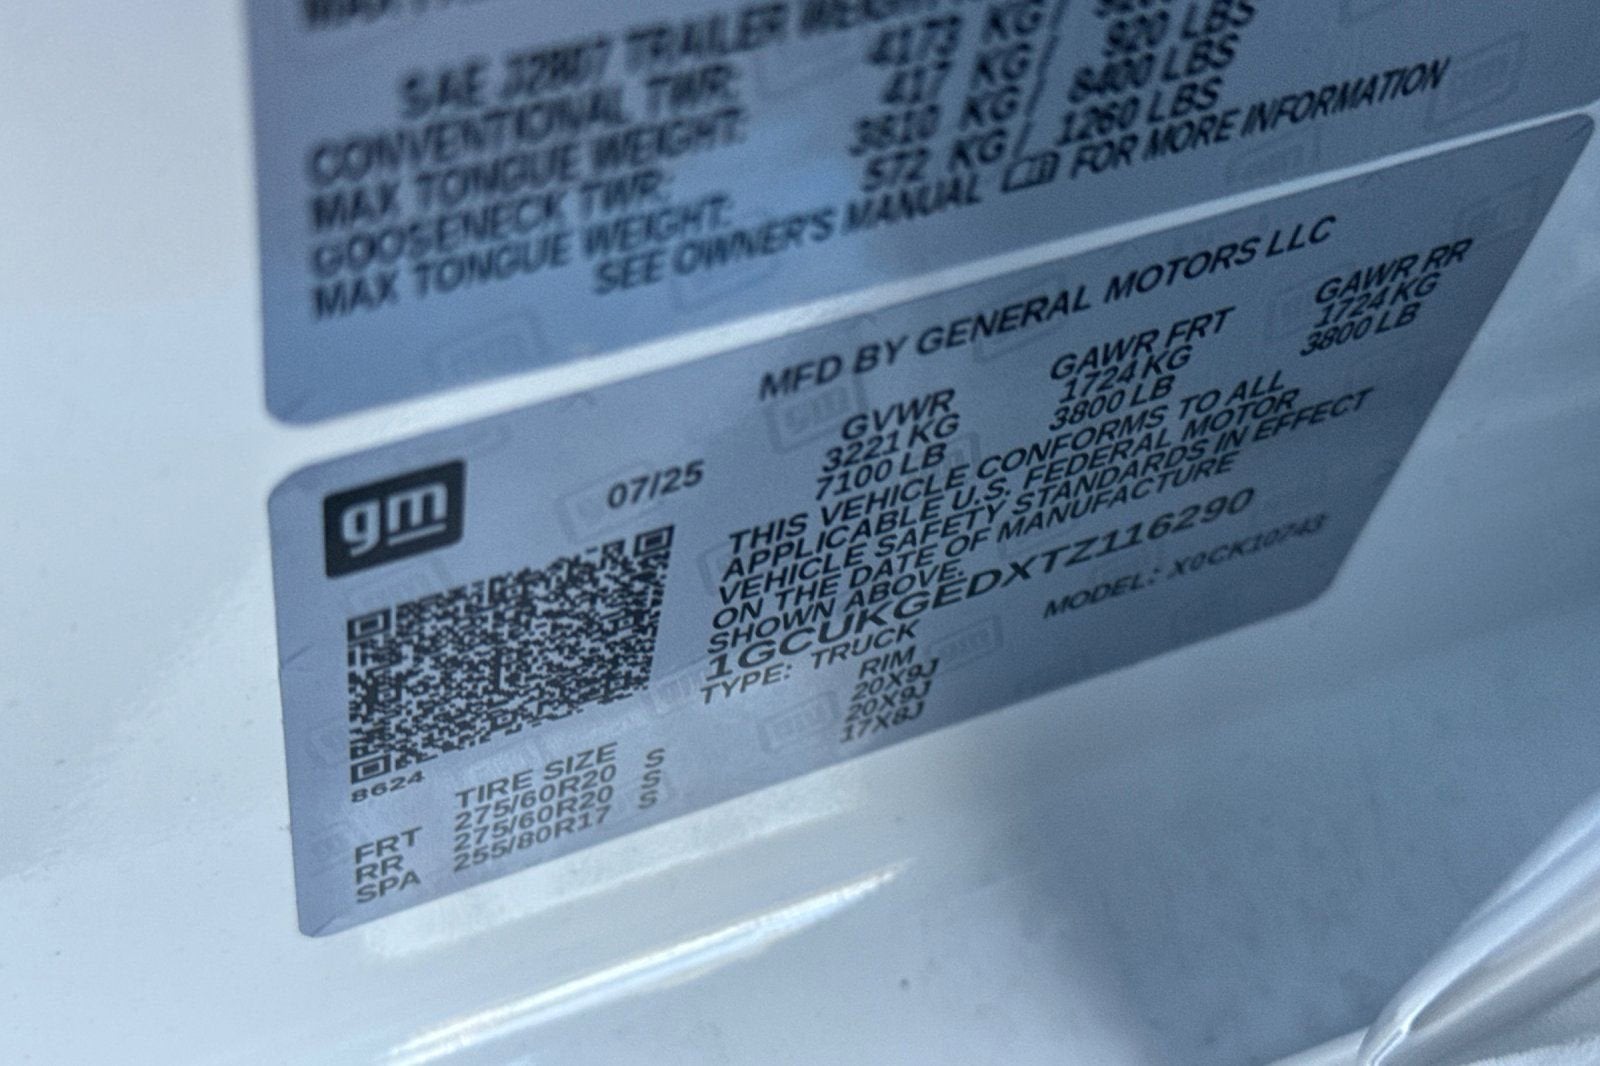 SAE J2807 TRAILER WEIGHT
CONVENTIONAL TWR: 4173 KG/
MAX TONGUE WEIGHT: 417 KG/ 920 LBS
GOOSENECK TWR: 3810 KG/ 8400 LBS
MAX TONGUE WEIGHT: 572 KG/ 1260 LBS
SEE OWNER'S MANUAL FOR MORE INFORMATION
MFD BY GENERAL MOTORS LLC
gm 07/25 GVWR GAWR FRT GAWR RR
3221 KG 1724 KG 1724 KG
7100 LB 3800 LB 3800 LB
THIS VEHICLE CONFORMS TO ALL
APPLICABLE U.S. FEDERAL MOTOR
VEHICLE SAFETY STANDARDS IN EFFECT
ON THE DATE OF MANUFACTURE
SHOWN ABOVE.
1GCUKGEDXTZ116290
TYPE: TRUCK MODEL: X0CK10743
8624
TIRE SIZE RIM
FRT 275/60R20 S 20X9J
RR 275/60R20 S 20X9J
SPA 255/80R17 S 17X8J